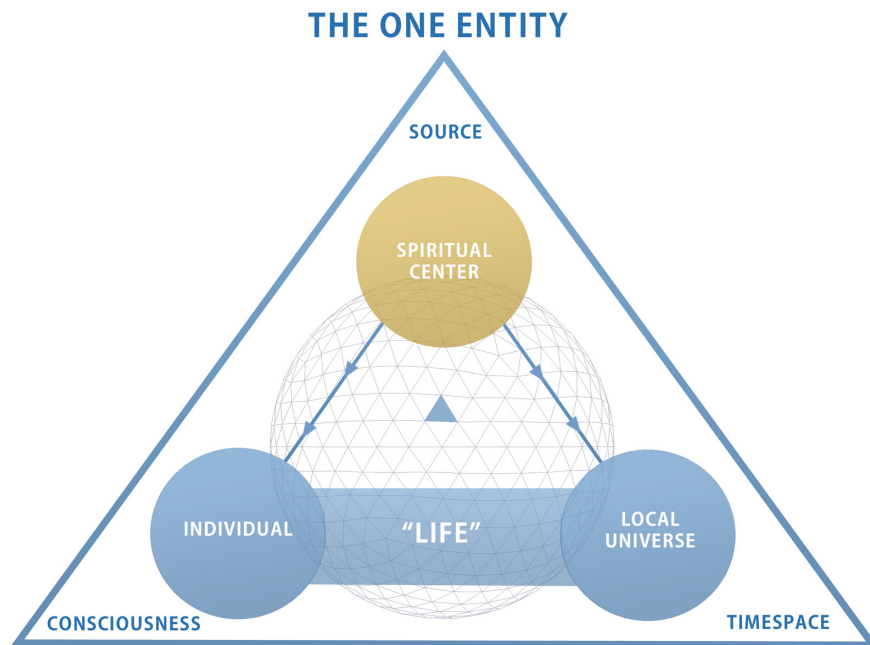 THE ONE ENTITY
SOURCE
SPIRITUAL
CENTER
INDIVIDUAL
“LIFE”
LOCAL
UNIVERSE
CONSCIOUSNESS
TIMESPACE